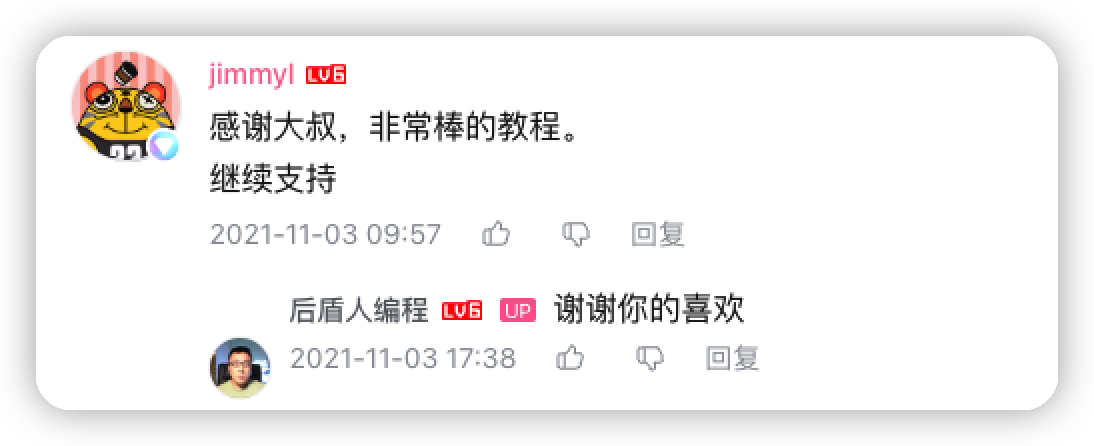 jimmyl LV6
感谢大叔，非常棒的教程。
继续支持
2021-11-03 09:57 回复
后盾人编程 LV6 UP 谢谢你的喜欢
2021-11-03 17:38 回复